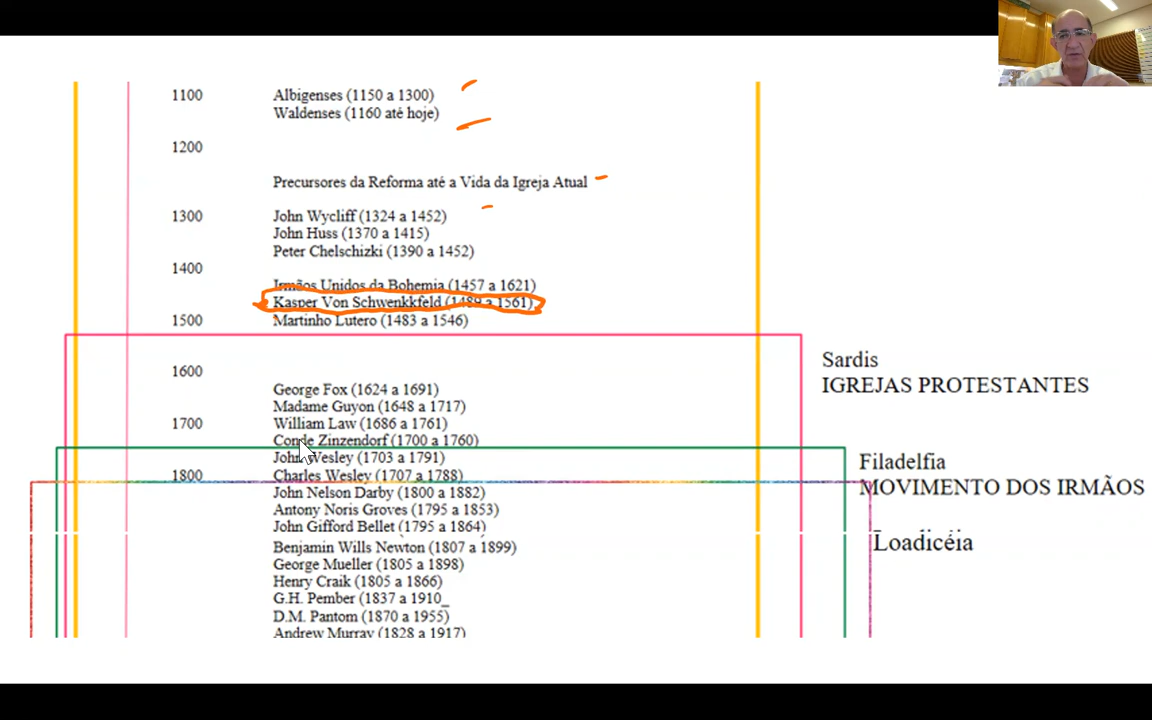 1100 Albigenses (1150 a 1300)
Waldenses (1160 até hoje)
1200
Precursores da Reforma até a Vida da Igreja Atual
1300 John Wycliff (1324 a 1452)
John Huss (1370 a 1415)
Peter Chelschizki (1390 a 1452)
1400
Irmãos Unidos da Bohemia (1457 a 1621)
Kasper Von Schwenkkfeld (1489 a 1561)
1500 Martinho Lutero (1483 a 1546)
Sardis
IGREJAS PROTESTANTES
1600
George Fox (1624 a 1691)
Madame Guyon (1648 a 1717)
1700 William Law (1686 a 1761)
Conde Zinzendorf (1700 a 1760)
John Wesley (1703 a 1791)
Filadelfia
MOVIMENTO DOS IRMÃOS
1800 Charles Wesley (1707 a 1788)
John Nelson Darby (1800 a 1882)
Antony Noris Groves (1795 a 1853)
John Gifford Bellet (1795 a 1864)
Loadicéia
Benjamin Wills Newton (1807 a 1899)
George Mueller (1805 a 1898)
Henry Craik (1805 a 1866)
G.H. Pember (1837 a 1910_
D.M. Pantom (1870 a 1955)
Andrew Murray (1828 a 1917)